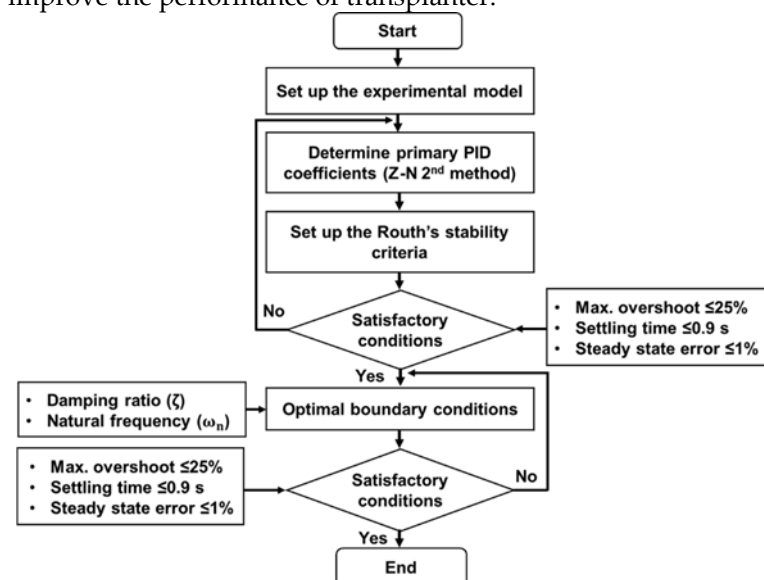 improve the performance of transplanter.
Start
Set up the experimental model
Determine primary PID
coefficients (Z-N 2nd method)
Set up the Routh's stability
criteria
No
Satisfactory
conditions
• Max. overshoot ≤25%
• Settling time ≤0.9 s
• Steady state error ≤1%
Yes
• Damping ratio (ζ)
• Natural frequency (ωn)
Optimal boundary conditions
• Max. overshoot ≤25%
• Settling time ≤0.9 s
• Steady state error ≤1%
Satisfactory
conditions
No
Yes
End